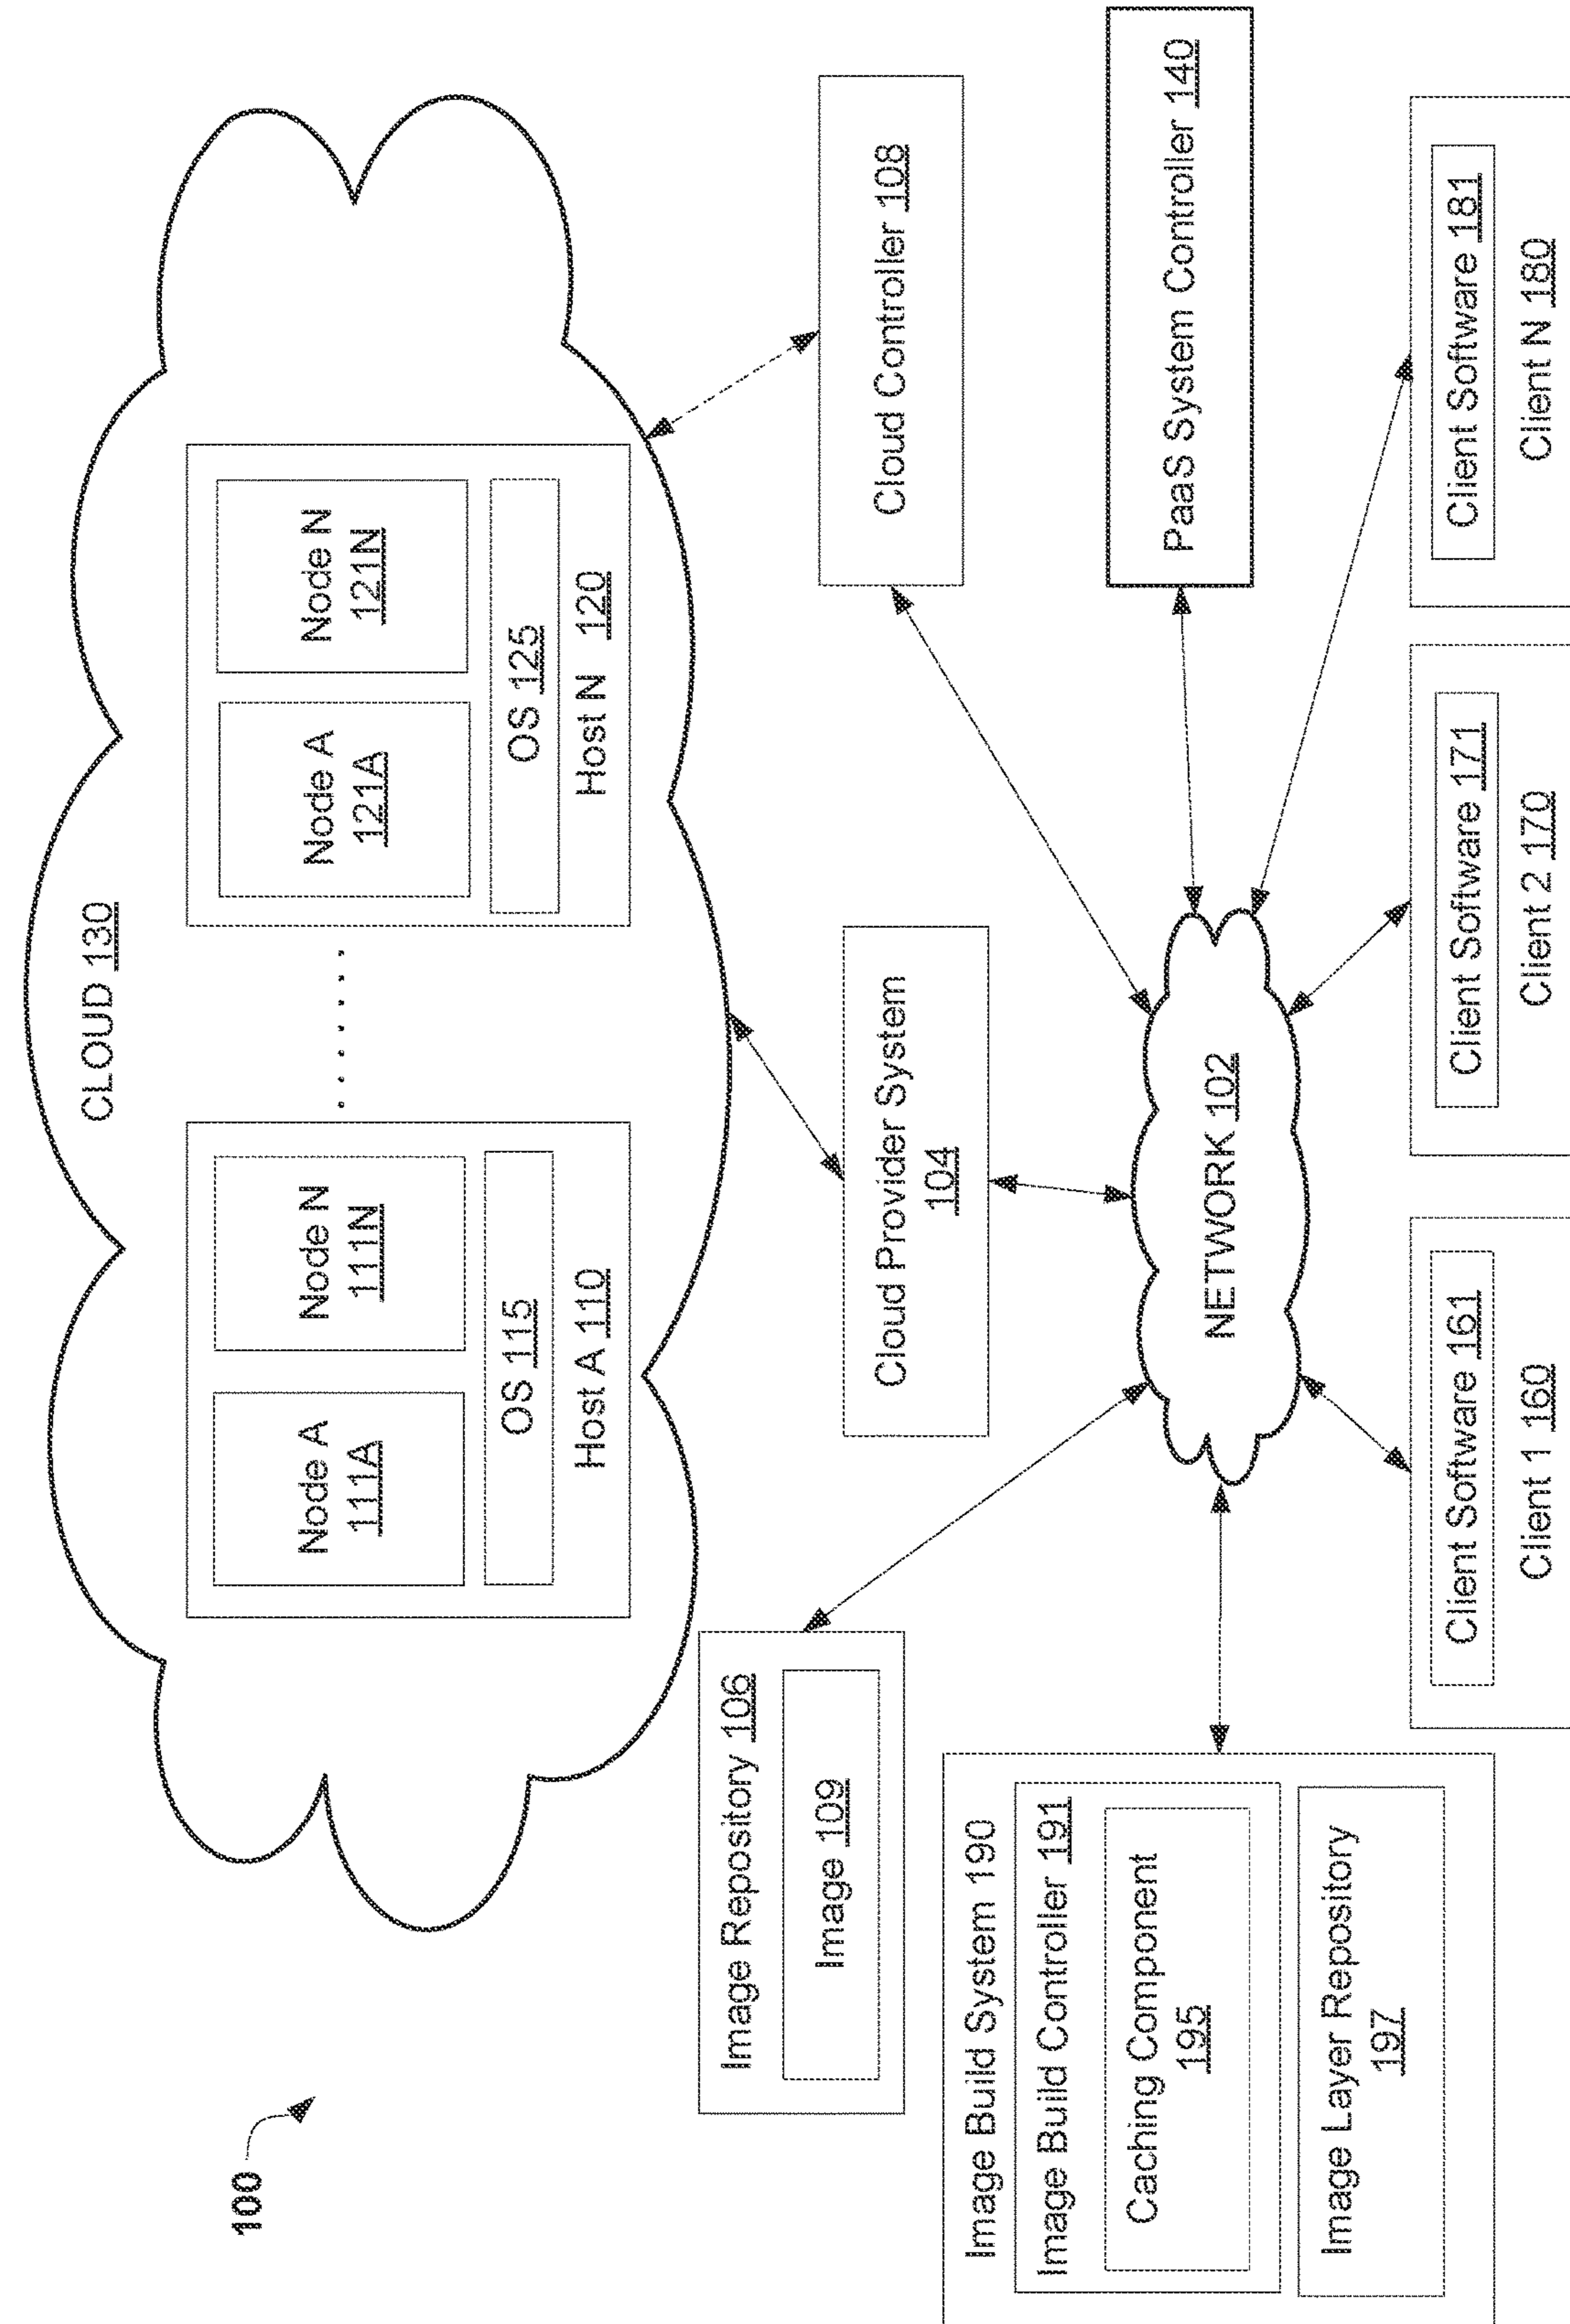 100
CLOUD 130
Node A
111A
Node N
111N
OS 115
Host A 110
. . . . . . .
Node A
121A
Node N
121N
OS 125
Host N 120
Image Repository 106
Image 109
Cloud Provider System
104
Cloud Controller 108
Image Build System 190
Image Build Controller 191
Caching Component
195
Image Layer Repository
197
NETWORK 102
PaaS System Controller 140
Client Software 161
Client 1 160
Client Software 171
Client 2 170
Client Software 181
Client N 180